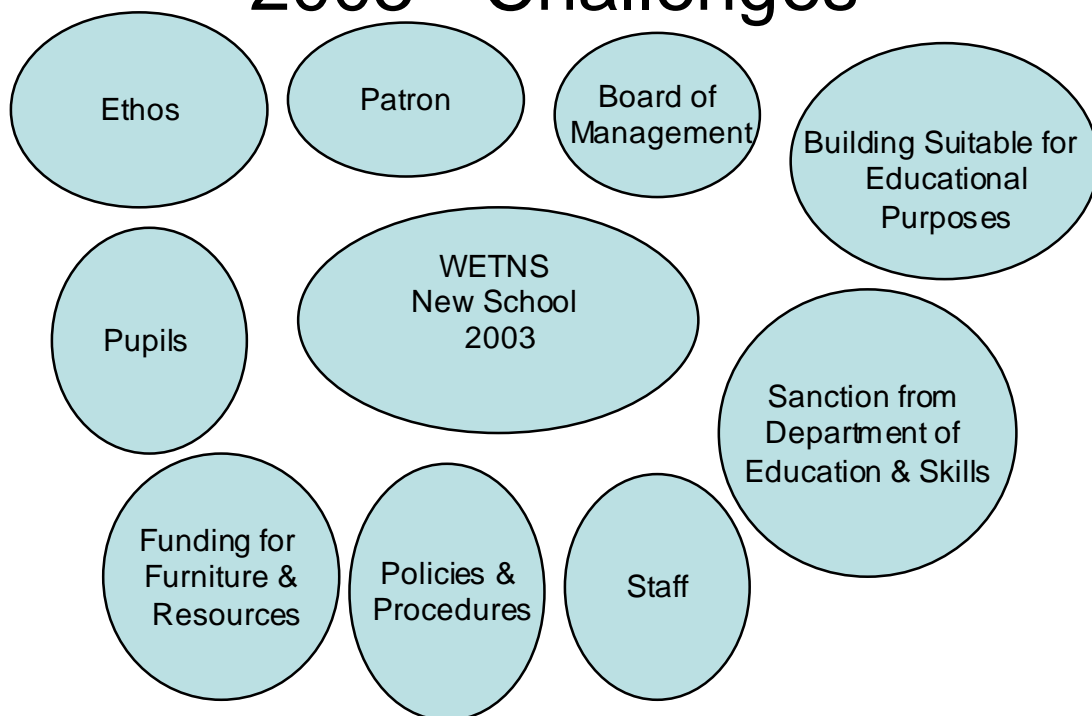 Challenges
Ethos
Patron
Board of
Management
Building Suitable for
Educational
Purposes
WETNS
New School
2003
Pupils
Sanction from
Department of
Education & Skills
Funding for
Furniture &
Resources
Policies &
Procedures
Staff